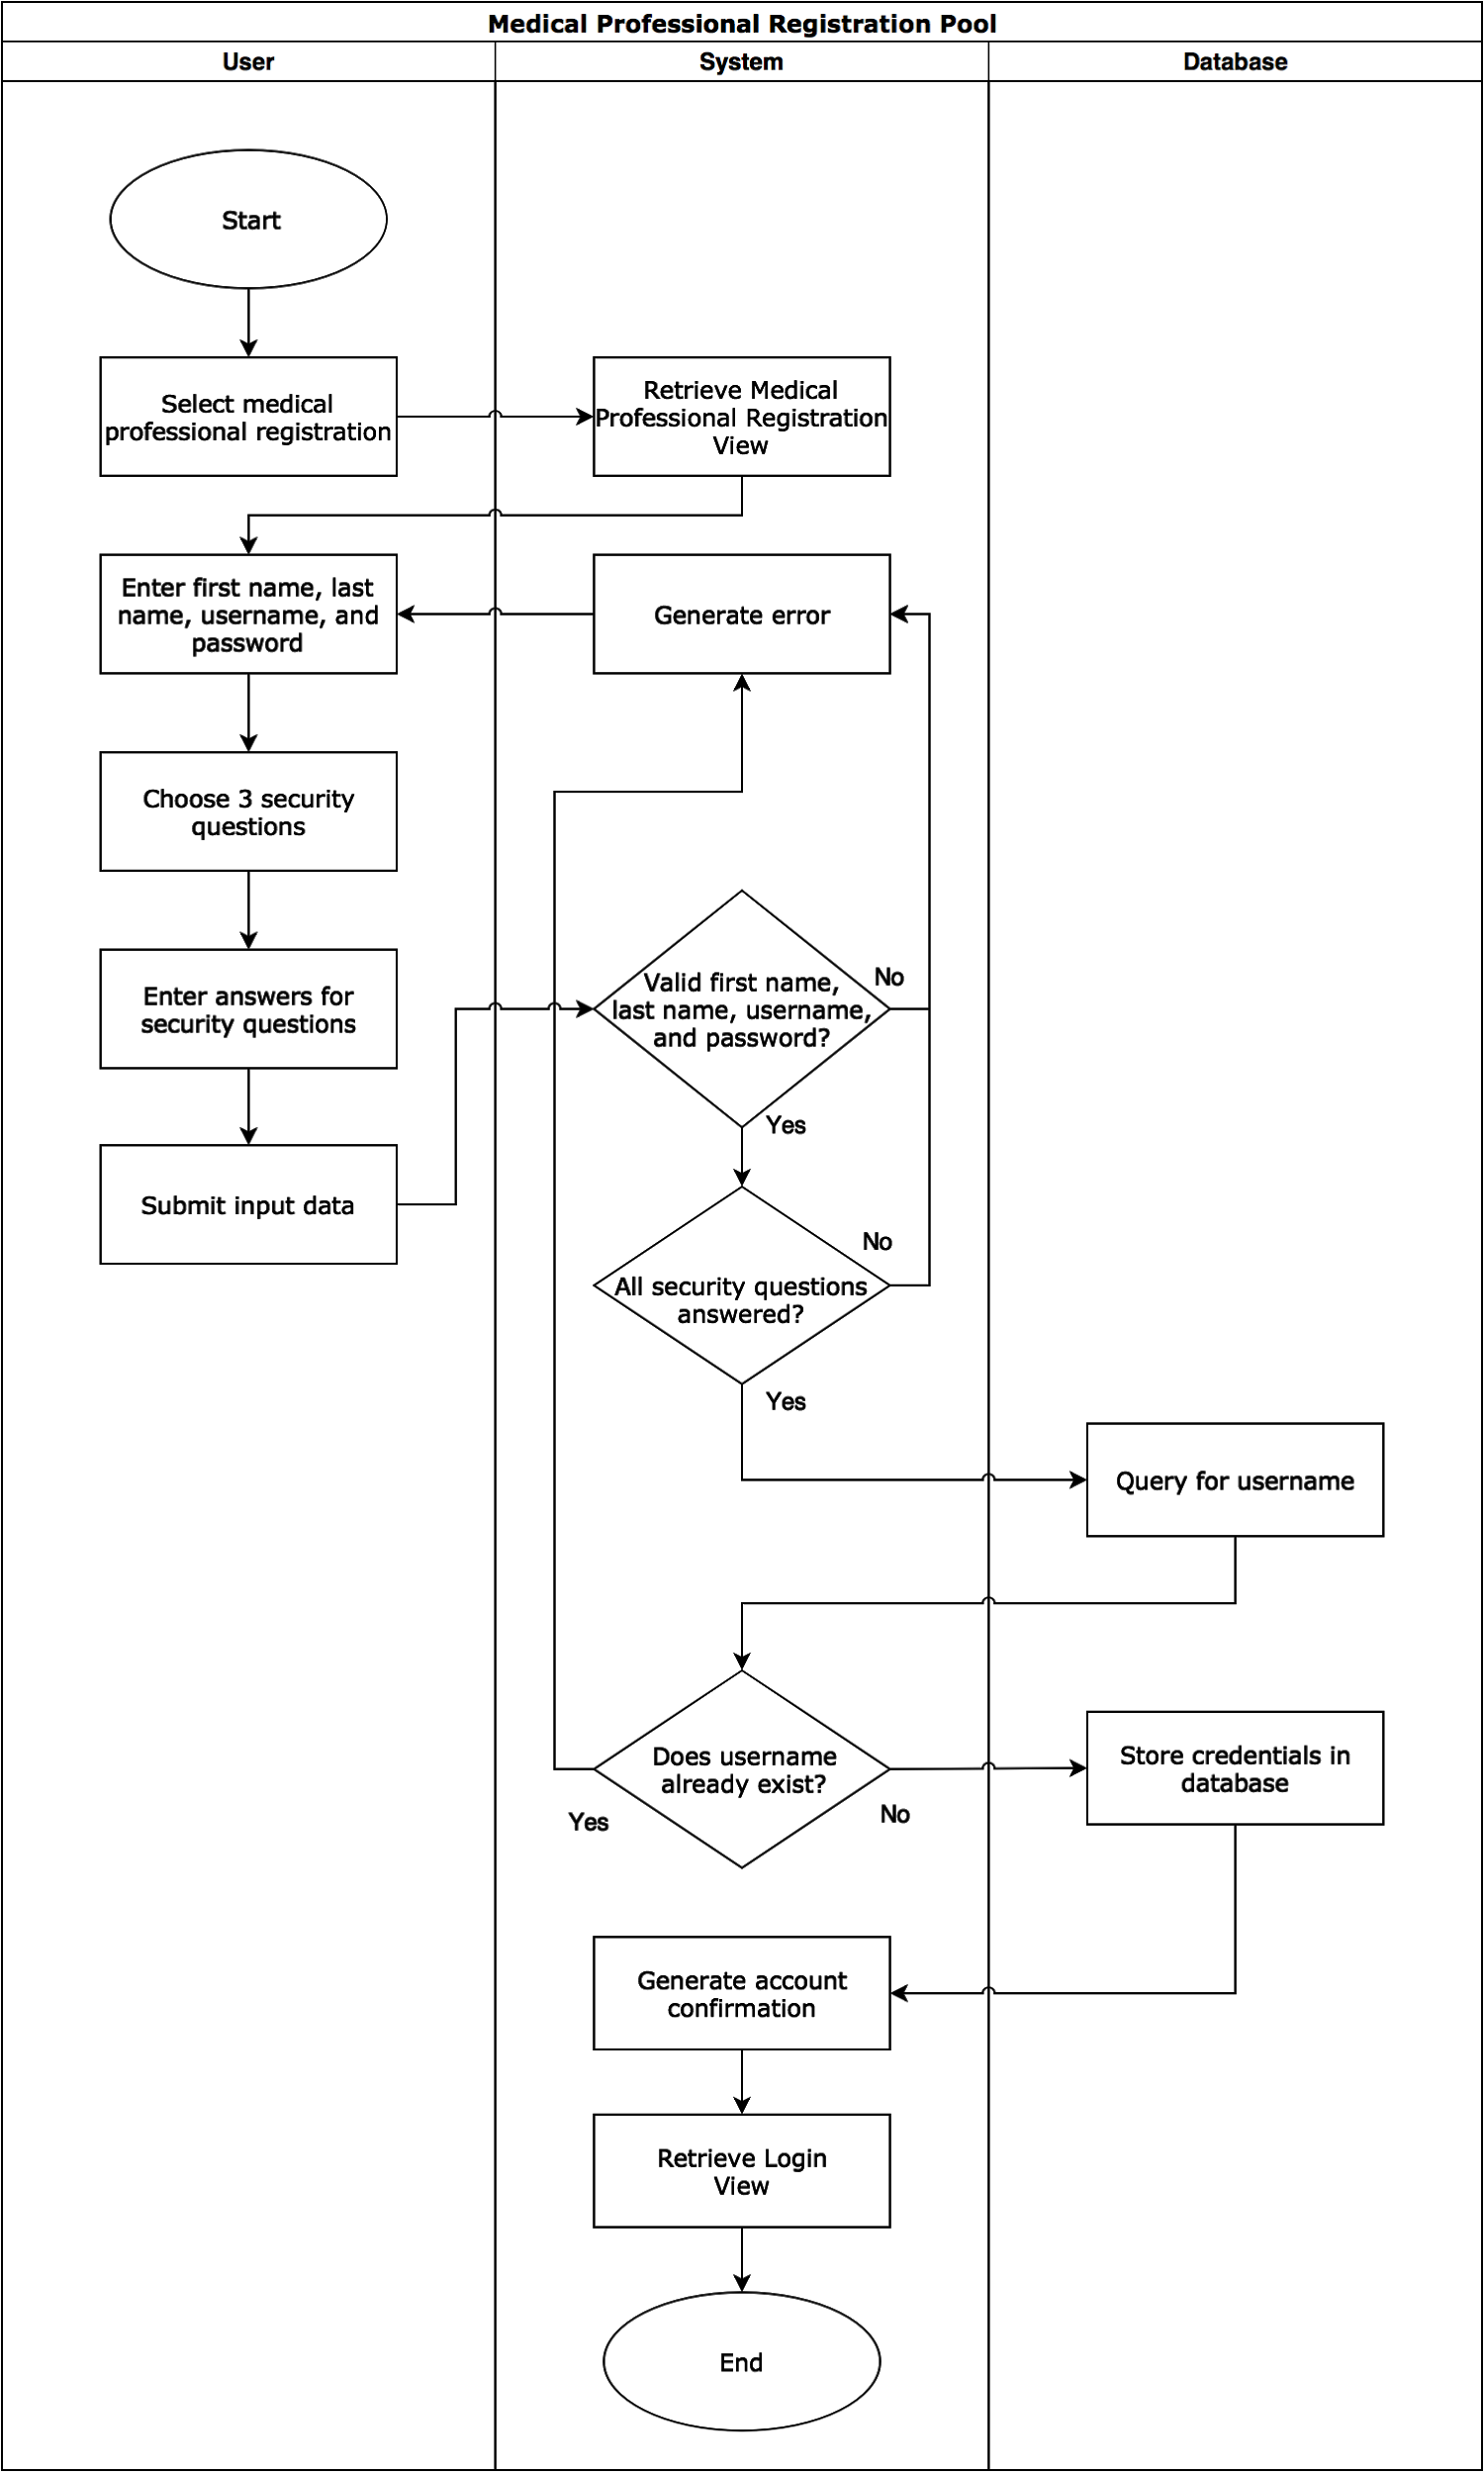 Medical Professional Registration Pool
User
System
Database
Start
Select medical
professional registration
Retrieve Medical
Professional Registration
View
Enter first name, last
name, username, and
password
Generate error
Choose 3 security
questions
Enter answers for
security questions
Valid first name,
last name, username,
and password?
No
Yes
Submit input data
All security questions
answered?
No
Yes
Query for username
Does username
already exist?
Yes
No
Store credentials in
database
Generate account
confirmation
Retrieve Login
View
End